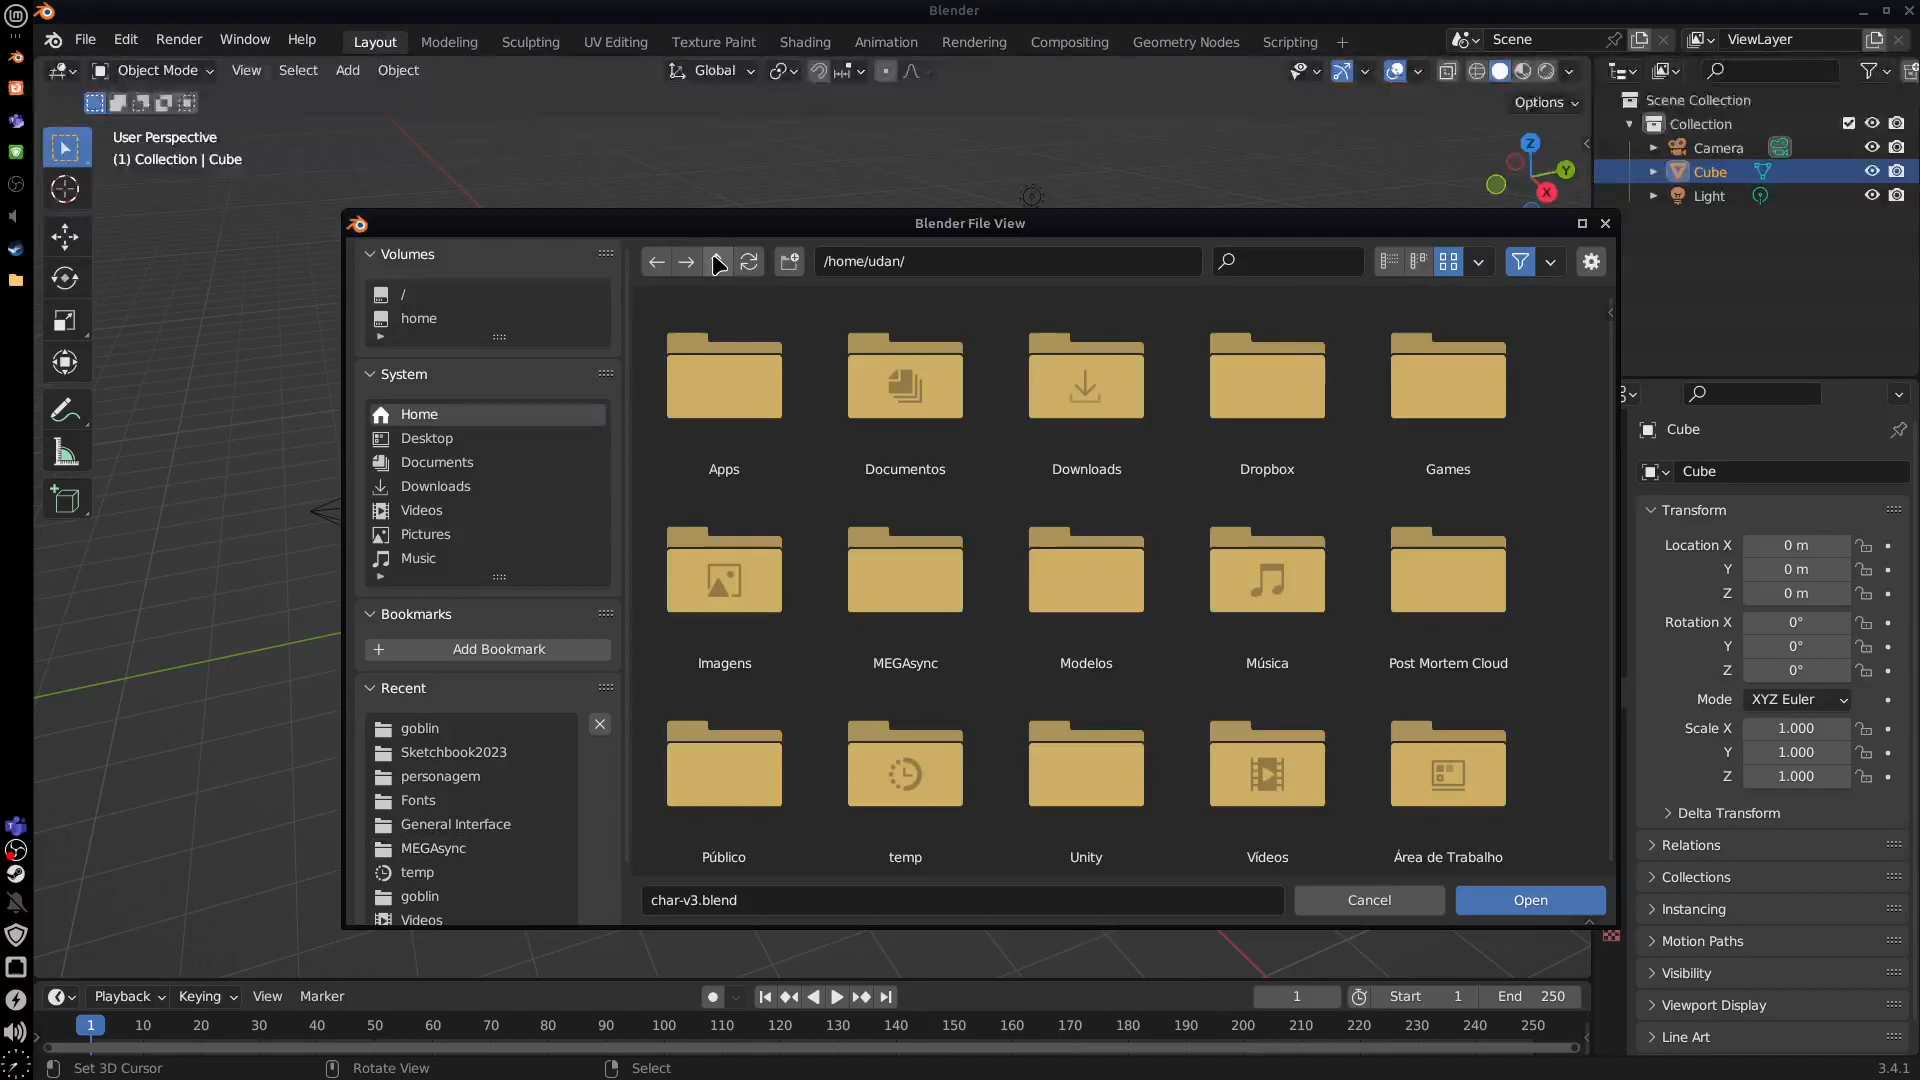 Blender
File Edit Render Window Help Layout Modeling Sculpting UV Editing Texture Paint Shading Animation Rendering Compositing Geometry Nodes Scripting Scene ViewLayer
Object Mode View Select Add Object Global
Options
User Perspective
(1) Collection | Cube
Scene Collection
Collection
Camera
Cube
Light
Z
Y
X
Blender File View
Volumes
/
home
System
Home
Desktop
Documents
Downloads
Videos
Pictures
Music
Bookmarks
Add Bookmark
Recent
goblin
Sketchbook2023
personagem
Fonts
General Interface
MEGAsync
temp
goblin
Videos
/home/udan/
Apps Documentos Downloads Dropbox Games
Imagens MEGAsync Modelos Música Post Mortem Cloud
Público temp Unity Vídeos Área de Trabalho
char-v3.blend Cancel Open
Cube
Cube
Transform
Location X 0 m
Y 0 m
Z 0 m
Rotation X 0°
Y 0°
Z 0°
Mode XYZ Euler
Scale X 1.000
Y 1.000
Z 1.000
Delta Transform
Relations
Collections
Instancing
Motion Paths
Visibility
Viewport Display
Line Art
Playback Keying View Marker 1 Start 1 End 250
1 10 20 30 40 50 60 70 80 90 100 110 120 130 140 150 160 170 180 190 200 210 220 230 240 250
Set 3D Cursor Rotate View Select 3.4.1